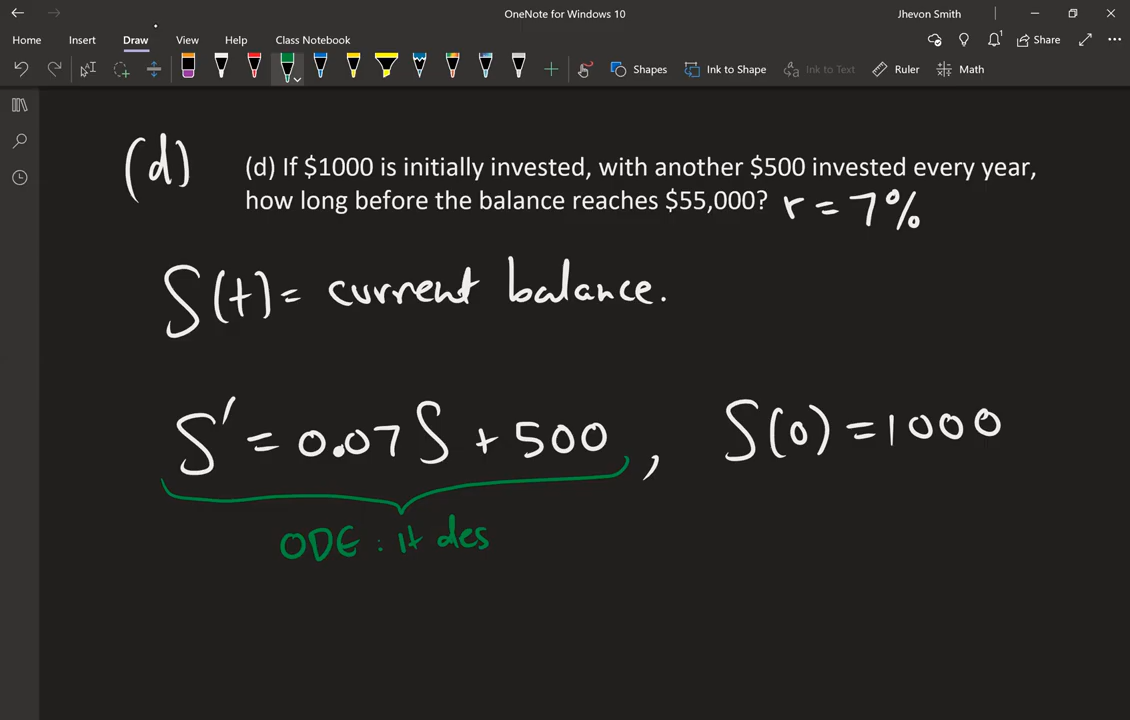 OneNote for Windows 10
Jhevon Smith
Home Insert Draw View Help Class Notebook
Share
Shapes Ink to Shape Ink to Text Ruler Math
(d) (d) If $1000 is initially invested, with another $500 invested every year,
how long before the balance reaches $55,000? r = 7%
S(t) = current balance.
S' = 0.07S + 500 , S(0) = 1000
ODE : it des